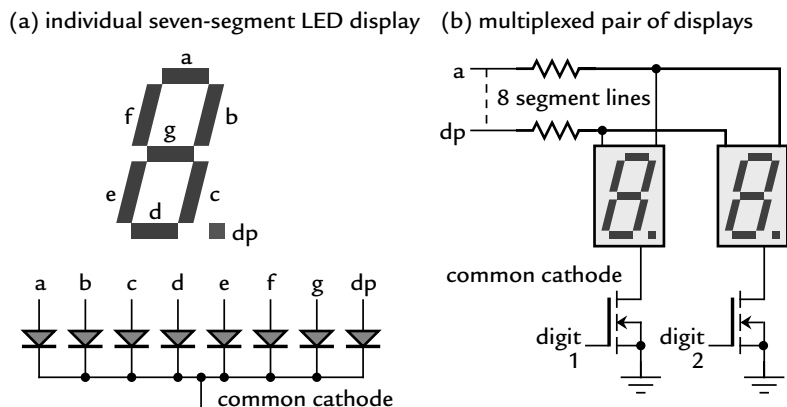 (a) individual seven-segment LED display
a
f
b
g
e
c
d
dp
a b c d e f g dp
common cathode
(b) multiplexed pair of displays
a
8 segment lines
dp
common cathode
digit
1
digit
2